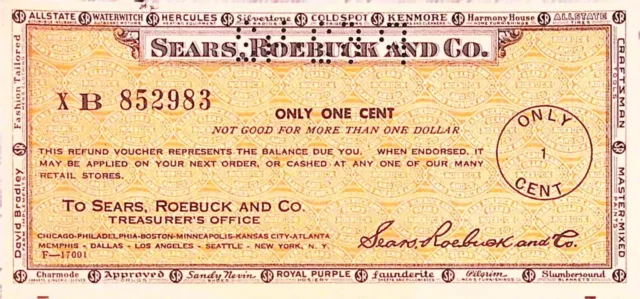 ALLSTATE WATERWITCH HERCULES Silvertone COLDSPOT KENMORE Harmony House ALLSTATE
TIRES
SEARS, ROEBUCK AND CO.
Fashion Tailored
CRAFTSMAN
TOOLS
X B 852983
ONLY ONE CENT
NOT GOOD FOR MORE THAN ONE DOLLAR
ONLY
1
CENT
THIS REFUND VOUCHER REPRESENTS THE BALANCE DUE YOU. WHEN ENDORSED, IT
MAY BE APPLIED ON YOUR NEXT ORDER, OR CASHED AT ANY ONE OF OUR MANY
RETAIL STORES.
David Bradley
MASTER-MIXED
PAINTS
TO SEARS, ROEBUCK AND CO.
TREASURER'S OFFICE
CHICAGO-PHILADELPHIA-BOSTON-MINNEAPOLIS-KANSAS CITY-ATLANTA
MEMPHIS - DALLAS - LOS ANGELES - SEATTLE - NEW YORK, N. Y.
F-17001
Sears, Roebuck and Co.
Charmode Approved Sandy Nevin ROYAL PURPLE faunderite Pilgrim Slumbersound
HOSIERY